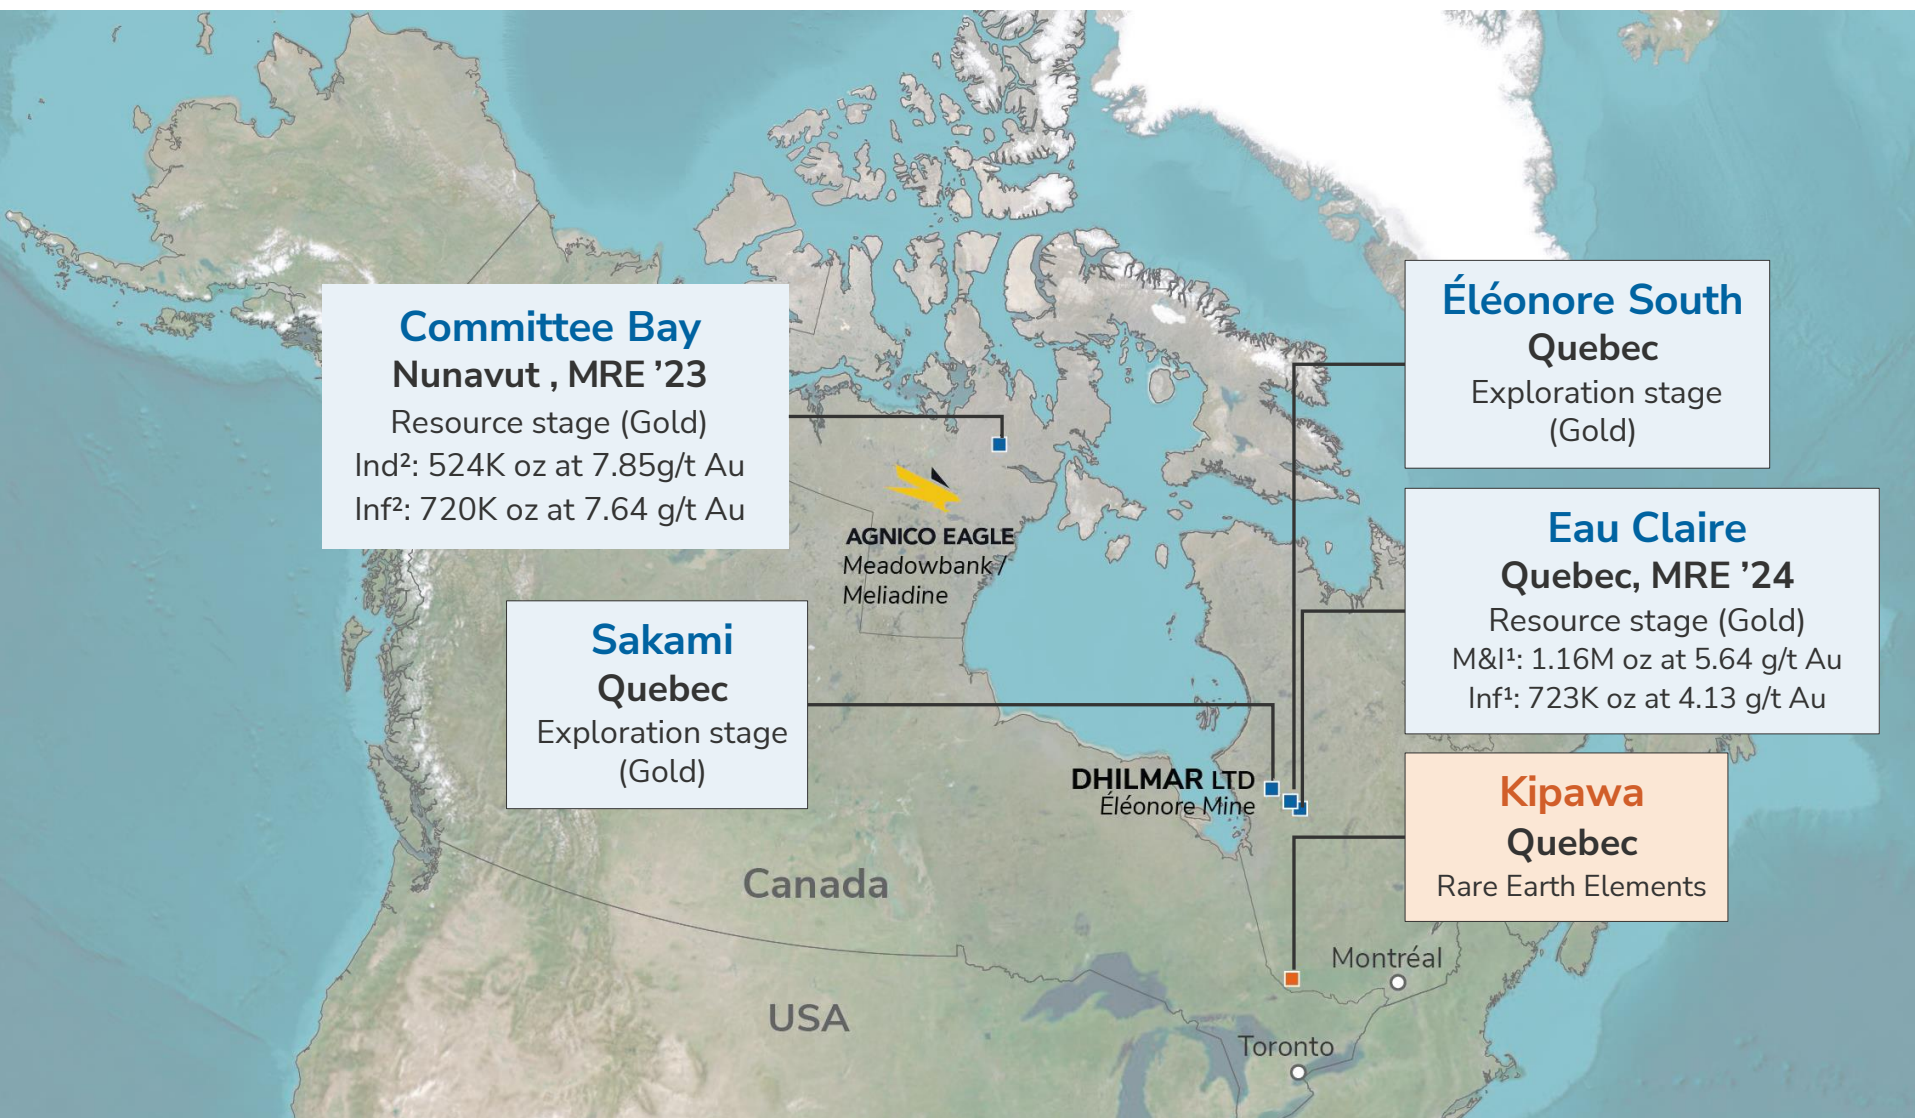 Committee Bay
Nunavut , MRE ’23
Resource stage (Gold)
Ind²: 524K oz at 7.85g/t Au
Inf²: 720K oz at 7.64 g/t Au
AGNICO EAGLE
Meadowbank /
Meliadine
Sakami
Quebec
Exploration stage
(Gold)
Éléonore South
Quebec
Exploration stage
(Gold)
Eau Claire
Quebec, MRE ’24
Resource stage (Gold)
M&I¹: 1.16M oz at 5.64 g/t Au
Inf¹: 723K oz at 4.13 g/t Au
DHILMAR LTD
Éléonore Mine
Kipawa
Quebec
Rare Earth Elements
Canada
USA
Montréal
Toronto